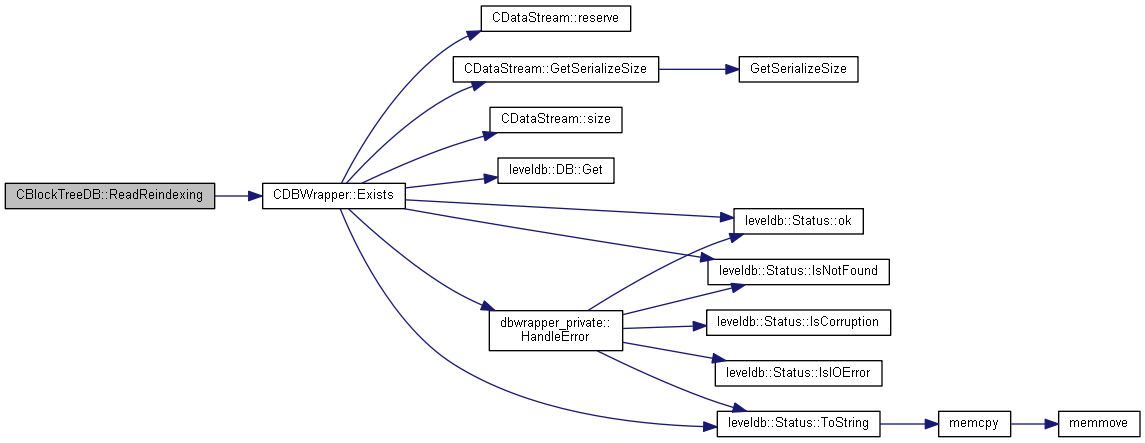 CDataStream::reserve
CDataStream::GetSerializeSize
GetSerializeSize
CDataStream::size
leveldb::DB::Get
CBlockTreeDB::ReadReindexing
CDBWrapper::Exists
leveldb::Status::ok
leveldb::Status::IsNotFound
dbwrapper_private::
HandleError
leveldb::Status::IsCorruption
leveldb::Status::IsIOError
leveldb::Status::ToString
memcpy
memmove